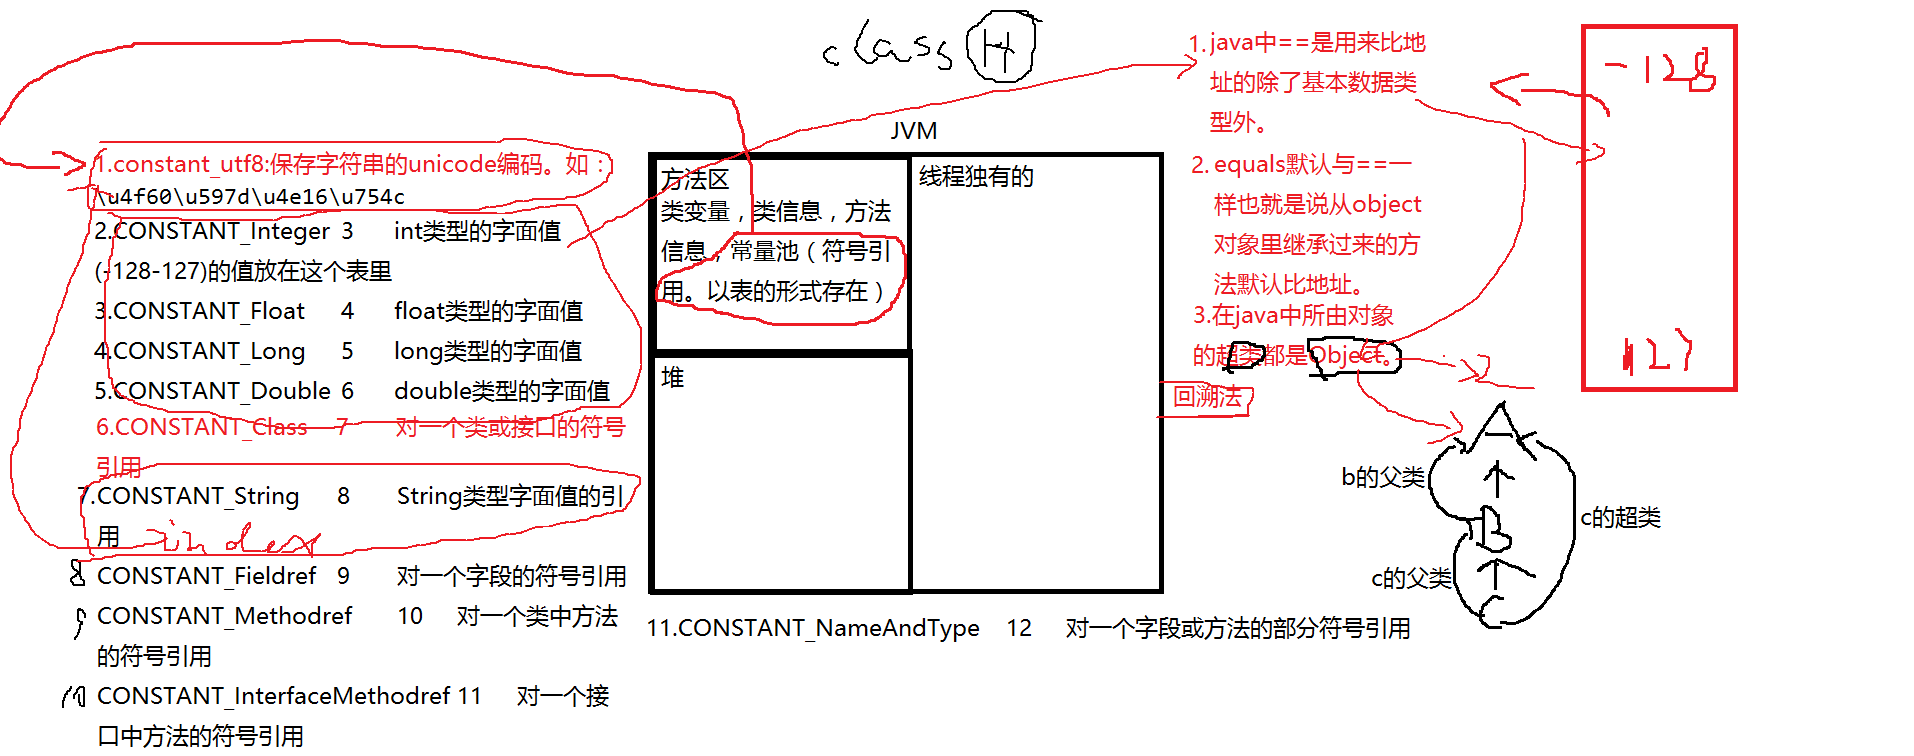 class H
1. java中==是用来比地
址的除了基本数据类
型外。
-128
127
JVM
1.constant_utf8:保存字符串的unicode编码。如：
\u4f60\u597d\u4e16\u754c
2.CONSTANT_Integer 3 int类型的字面值
(-128-127)的值放在这个表里
3.CONSTANT_Float 4 float类型的字面值
4.CONSTANT_Long 5 long类型的字面值
5.CONSTANT_Double 6 double类型的字面值
6.CONSTANT_Class 7 对一个类或接口的符号
引用
7.CONSTANT_String 8 String类型字面值的引
用 index
8 CONSTANT_Fieldref 9 对一个字段的符号引用
9 CONSTANT_Methodref 10 对一个类中方法
的符号引用
10 CONSTANT_InterfaceMethodref 11 对一个接
口中方法的符号引用
方法区
类变量，类信息，方法
信息，常量池（符号引
用。以表的形式存在）
线程独有的
堆
11.CONSTANT_NameAndType 12 对一个字段或方法的部分符号引用
2. equals默认与==一
样也就是说从object
对象里继承过来的方
法默认比地址。
3.在java中所由对象
的超类都是Object。
回溯法
A
b的父类
B
c的超类
c的父类
C